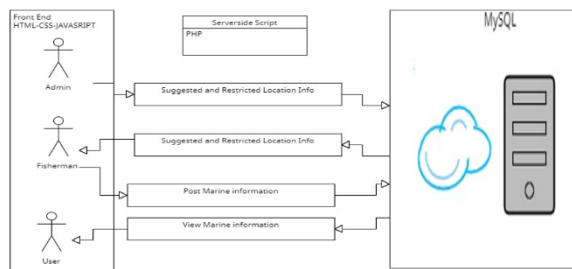 Front End
HTML-CSS-JAVASRIPT
Serverside Script
PHP
MySQL
Admin
Suggested and Restricted Location Info
Suggested and Restricted Location Info
Fisherman
Post Marine information
View Marine information
User